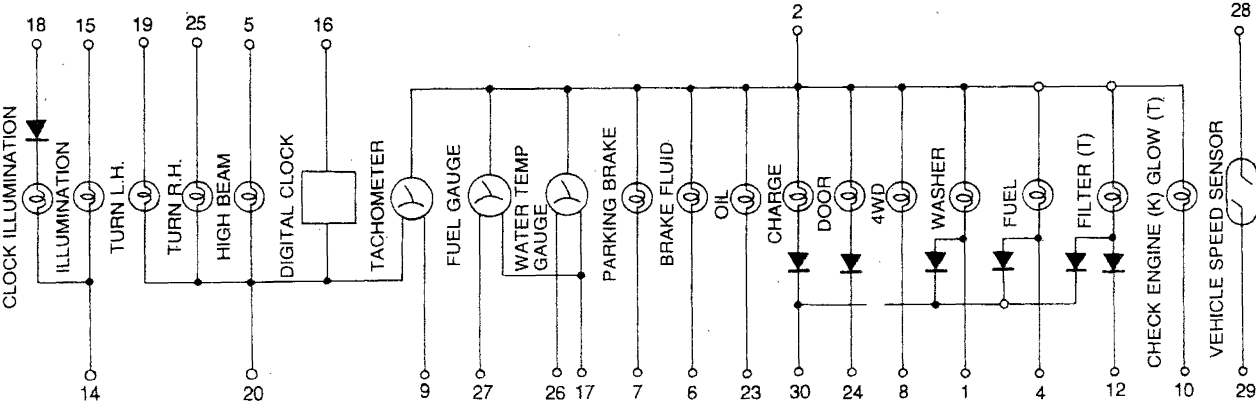 18
15
19
25
5
16
2
28
CLOCK ILLUMINATION
ILLUMINATION
TURN L.H.
TURN R.H.
HIGH BEAM
DIGITAL CLOCK
TACHOMETER
FUEL GAUGE
WATER TEMP
GAUGE
PARKING BRAKE
BRAKE FLUID
OIL
CHARGE
DOOR
4WD
WASHER
FUEL
FILTER (T)
CHECK ENGINE (K) GLOW (T)
VEHICLE SPEED SENSOR
14
20
9
27
26
17
7
6
23
30
24
8
1
4
12
10
29